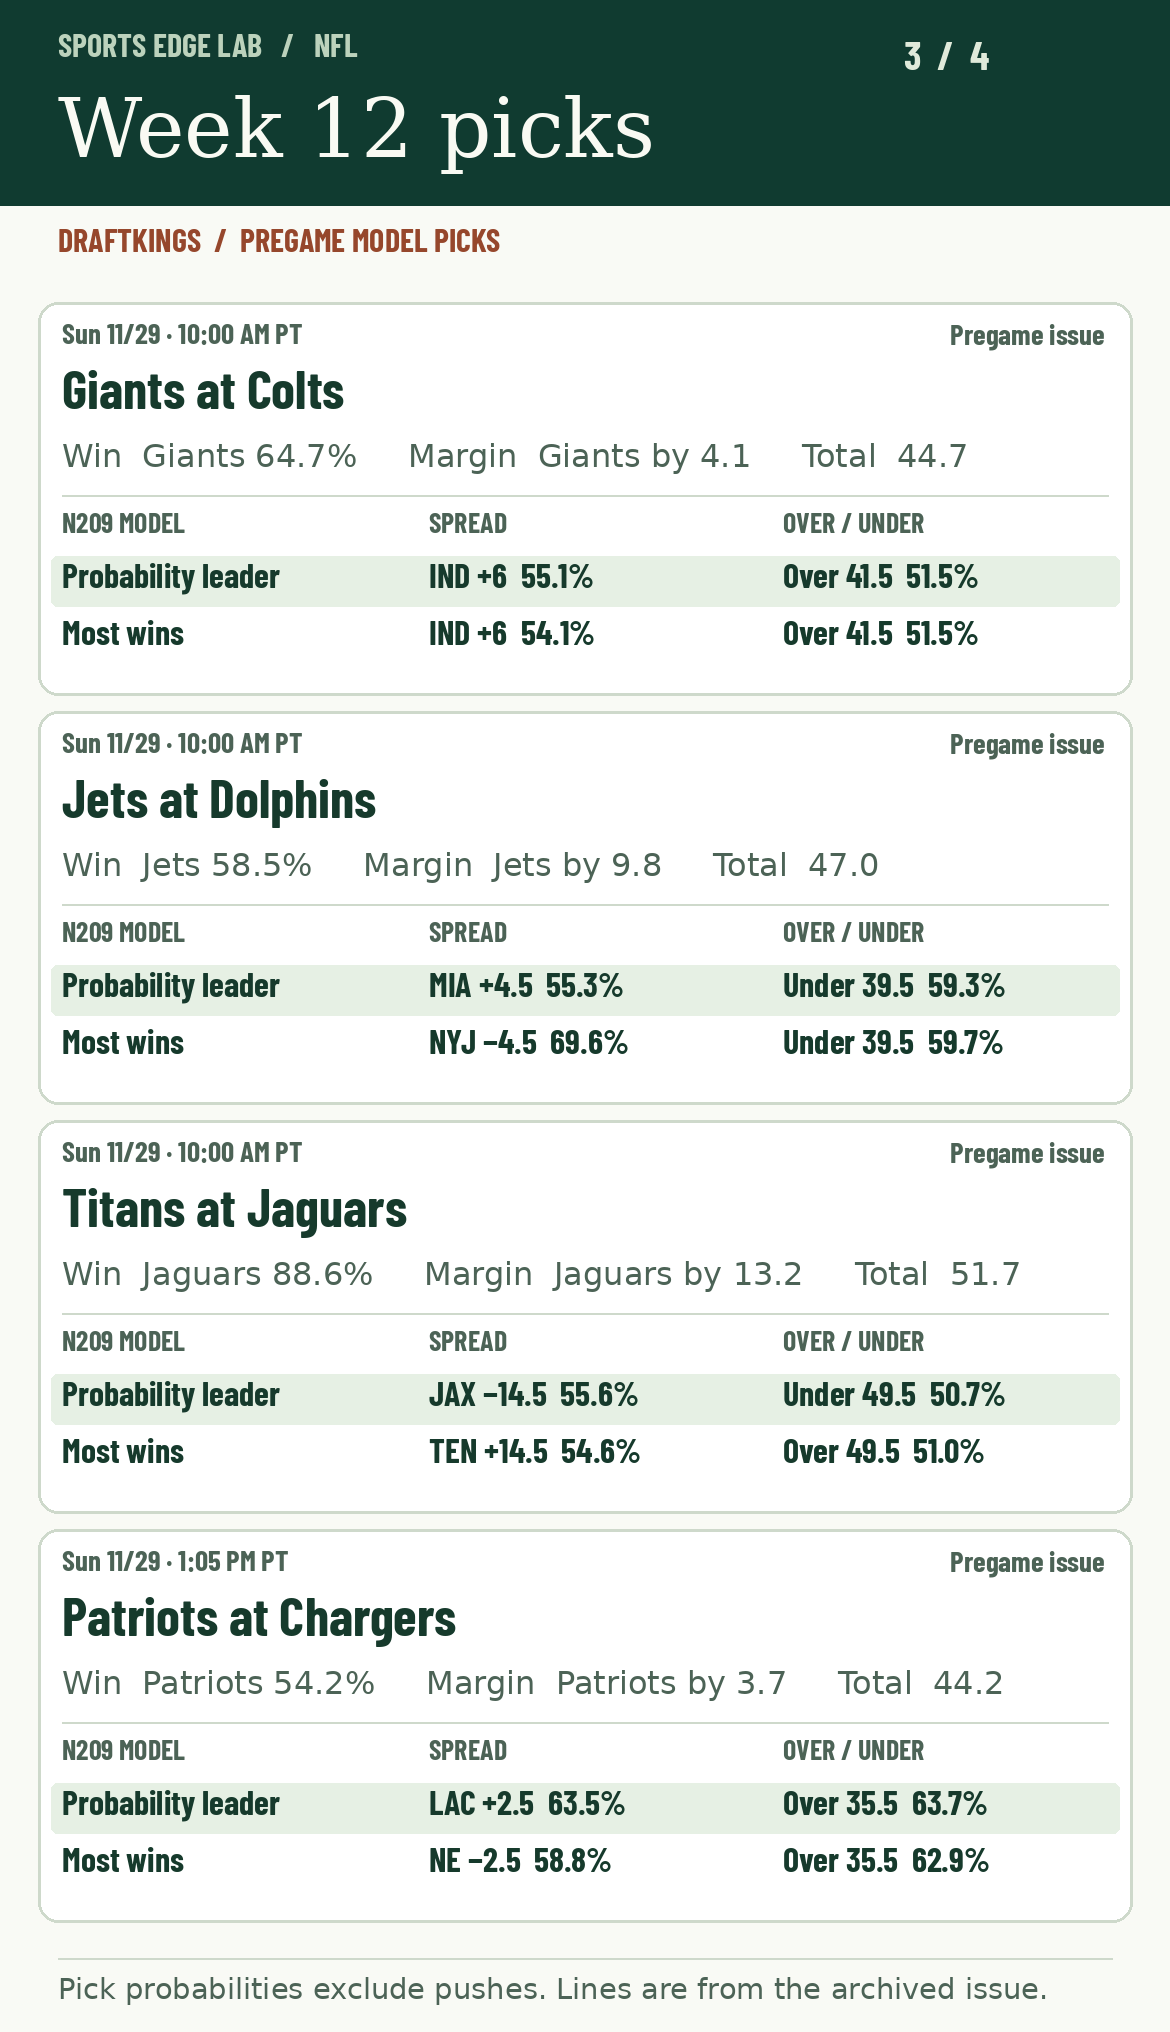 SPORTS EDGE LAB / NFL
3 / 4
Week 12 picks
DRAFTKINGS / PREGAME MODEL PICKS
Sun 11/29 · 10:00 AM PT Pregame issue
Giants at Colts
Win Giants 64.7% Margin Giants by 4.1 Total 44.7
N209 MODEL SPREAD OVER / UNDER
Probability leader IND +6 55.1% Over 41.5 51.5%
Most wins IND +6 54.1% Over 41.5 51.5%
Sun 11/29 · 10:00 AM PT Pregame issue
Jets at Dolphins
Win Jets 58.5% Margin Jets by 9.8 Total 47.0
N209 MODEL SPREAD OVER / UNDER
Probability leader MIA +4.5 55.3% Under 39.5 59.3%
Most wins NYJ −4.5 69.6% Under 39.5 59.7%
Sun 11/29 · 10:00 AM PT Pregame issue
Titans at Jaguars
Win Jaguars 88.6% Margin Jaguars by 13.2 Total 51.7
N209 MODEL SPREAD OVER / UNDER
Probability leader JAX −14.5 55.6% Under 49.5 50.7%
Most wins TEN +14.5 54.6% Over 49.5 51.0%
Sun 11/29 · 1:05 PM PT Pregame issue
Patriots at Chargers
Win Patriots 54.2% Margin Patriots by 3.7 Total 44.2
N209 MODEL SPREAD OVER / UNDER
Probability leader LAC +2.5 63.5% Over 35.5 63.7%
Most wins NE −2.5 58.8% Over 35.5 62.9%
Pick probabilities exclude pushes. Lines are from the archived issue.